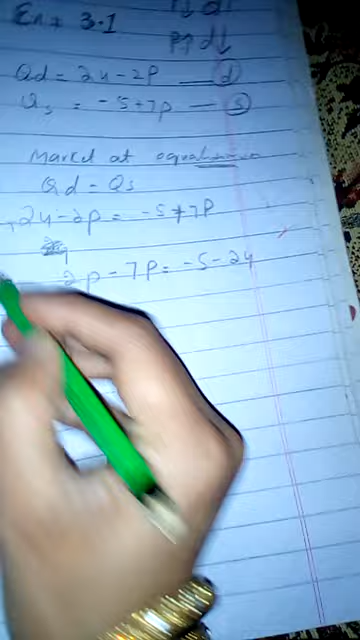 Ex 3.1
P↑ d↓
Qd = 24 - 2P — d
Qs = -5 + 7P — S
Market at
Qd = Qs
24 - 2P = -5 + 7P
2P - 7P = -5 - 24